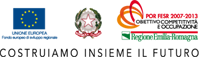 UNIONE EUROPEA
Fondo europeo di sviluppo regionale
POR FESR 2007-2013
OBIETTIVO COMPETITIVITÀ
E OCCUPAZIONE
Regione Emilia-Romagna
COSTRUIAMO INSIEME IL FUTURO